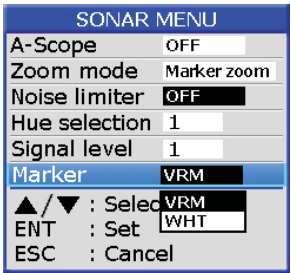 SONAR MENU
A-Scope OFF
Zoom mode Marker zoom
Noise limiter OFF
Hue selection 1
Signal level 1
Marker VRM
▲/▼ : Selec VRM
ENT : Set WHT
ESC : Cancel